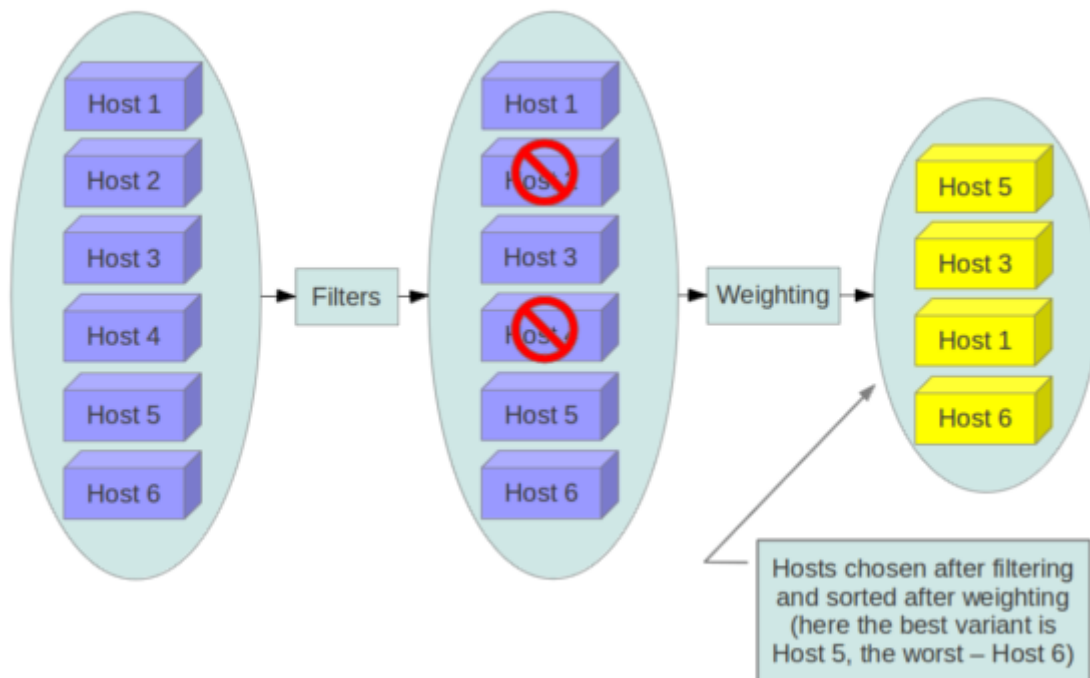 Host 1
Host 2
Host 3
Host 4
Host 5
Host 6
Filters
Host 1
Host 3
Host 5
Host 6
Weighting
Host 5
Host 3
Host 1
Host 6
Hosts chosen after filtering
and sorted after weighting
(here the best variant is
Host 5, the worst – Host 6)